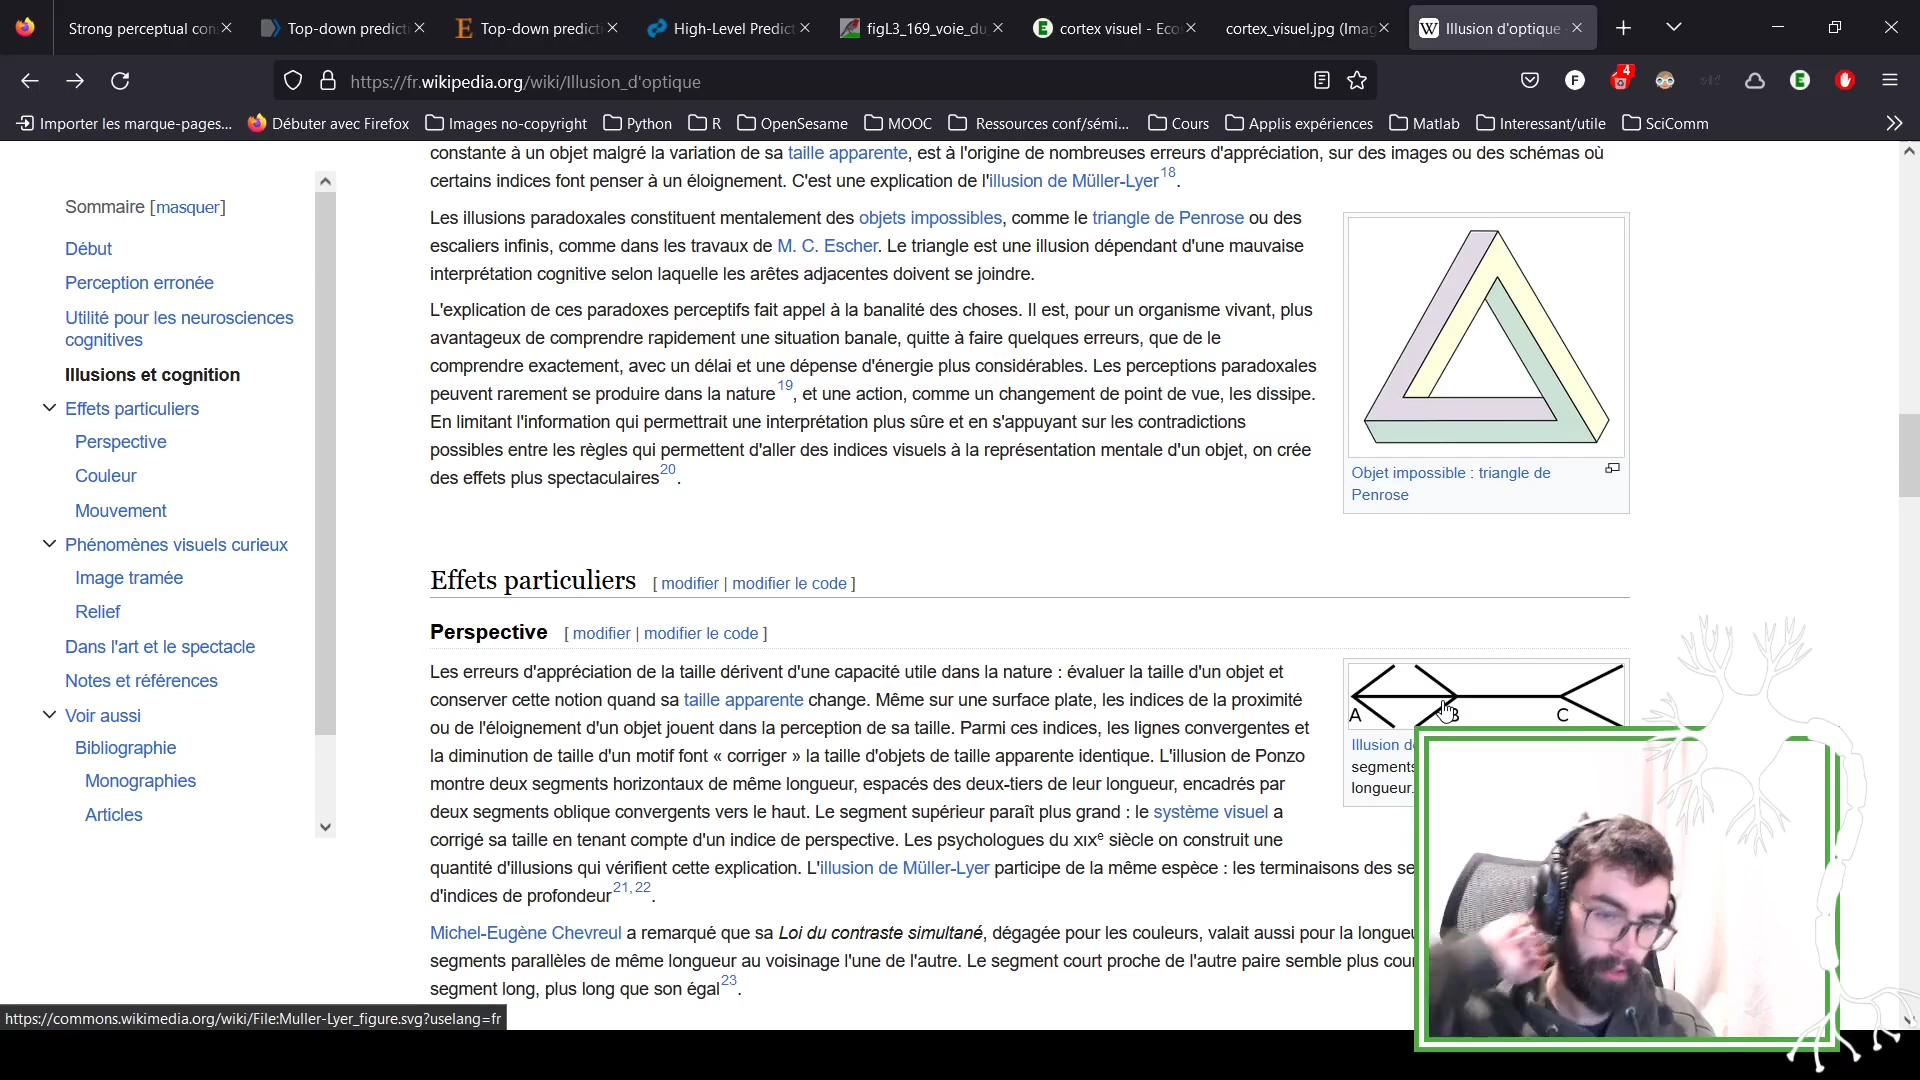 Strong perceptual con
Top-down predicti
Top-down predicti
High-Level Predict
figL3_169_voie_du
cortex visuel - Eco
cortex_visuel.jpg (Imag
Illusion d'optique
https://fr.wikipedia.org/wiki/Illusion_d'optique
4
Importer les marque-pages...
Débuter avec Firefox
Images no-copyright
Python
R
OpenSesame
MOOC
Ressources conf/sémi...
Cours
Applis expériences
Matlab
Interessant/utile
SciComm
Sommaire [masquer]
Début
Perception erronée
Utilité pour les neurosciences
cognitives
Illusions et cognition
Effets particuliers
Perspective
Couleur
Mouvement
Phénomènes visuels curieux
Image tramée
Relief
Dans l'art et le spectacle
Notes et références
Voir aussi
Bibliographie
Monographies
Articles
constante à un objet malgré la variation de sa taille apparente, est à l'origine de nombreuses erreurs d'appréciation, sur des images ou des schémas où
certains indices font penser à un éloignement. C'est une explication de l'illusion de Müller-Lyer18.
Les illusions paradoxales constituent mentalement des objets impossibles, comme le triangle de Penrose ou des
escaliers infinis, comme dans les travaux de M. C. Escher. Le triangle est une illusion dépendant d'une mauvaise
interprétation cognitive selon laquelle les arêtes adjacentes doivent se joindre.
L'explication de ces paradoxes perceptifs fait appel à la banalité des choses. Il est, pour un organisme vivant, plus
avantageux de comprendre rapidement une situation banale, quitte à faire quelques erreurs, que de le
comprendre exactement, avec un délai et une dépense d'énergie plus considérables. Les perceptions paradoxales
peuvent rarement se produire dans la nature19, et une action, comme un changement de point de vue, les dissipe.
En limitant l'information qui permettrait une interprétation plus sûre et en s'appuyant sur les contradictions
possibles entre les règles qui permettent d'aller des indices visuels à la représentation mentale d'un objet, on crée
des effets plus spectaculaires20.
Objet impossible : triangle de
Penrose
Effets particuliers [ modifier | modifier le code ]
Perspective [ modifier | modifier le code ]
Les erreurs d'appréciation de la taille dérivent d'une capacité utile dans la nature : évaluer la taille d'un objet et
conserver cette notion quand sa taille apparente change. Même sur une surface plate, les indices de la proximité
ou de l'éloignement d'un objet jouent dans la perception de sa taille. Parmi ces indices, les lignes convergentes et
la diminution de taille d'un motif font « corriger » la taille d'objets de taille apparente identique. L'illusion de Ponzo
montre deux segments horizontaux de même longueur, espacés des deux-tiers de leur longueur, encadrés par
deux segments oblique convergents vers le haut. Le segment supérieur paraît plus grand : le système visuel a
corrigé sa taille en tenant compte d'un indice de perspective. Les psychologues du XIXe siècle on construit une
quantité d'illusions qui vérifient cette explication. L'illusion de Müller-Lyer participe de la même espèce : les terminaisons des se
d'indices de profondeur21, 22.
A B C
Illusion d
segments
longueur.
Michel-Eugène Chevreul a remarqué que sa Loi du contraste simultané, dégagée pour les couleurs, valait aussi pour la longueu
segments parallèles de même longueur au voisinage l'une de l'autre. Le segment court proche de l'autre paire semble plus cour
segment long, plus long que son égal23.
https://commons.wikimedia.org/wiki/File:Muller-Lyer_figure.svg?uselang=fr